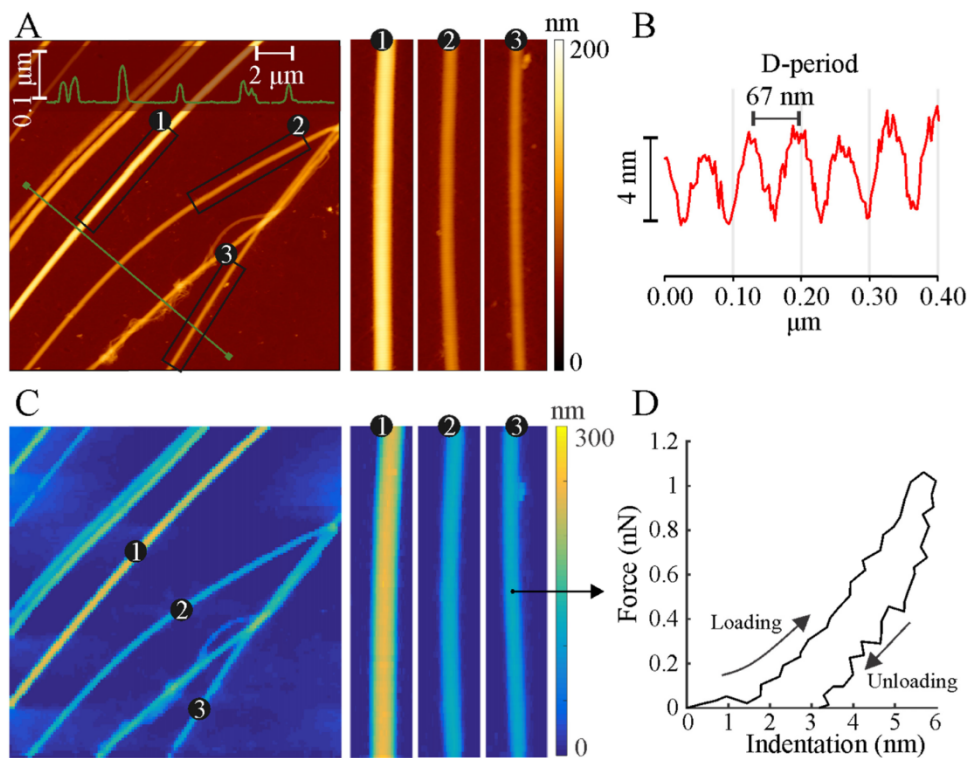 A
nm
200
0
0.1 µm
2 µm
1
2
3
1
2
3
B
D-period
67 nm
4 nm
0.00 0.10 0.20 0.30 0.40
µm
C
nm
300
0
1
2
3
1
2
3
D
1.2
1
0.8
0.6
0.4
0.2
0
Force (nN)
Loading
Unloading
0 1 2 3 4 5 6
Indentation (nm)